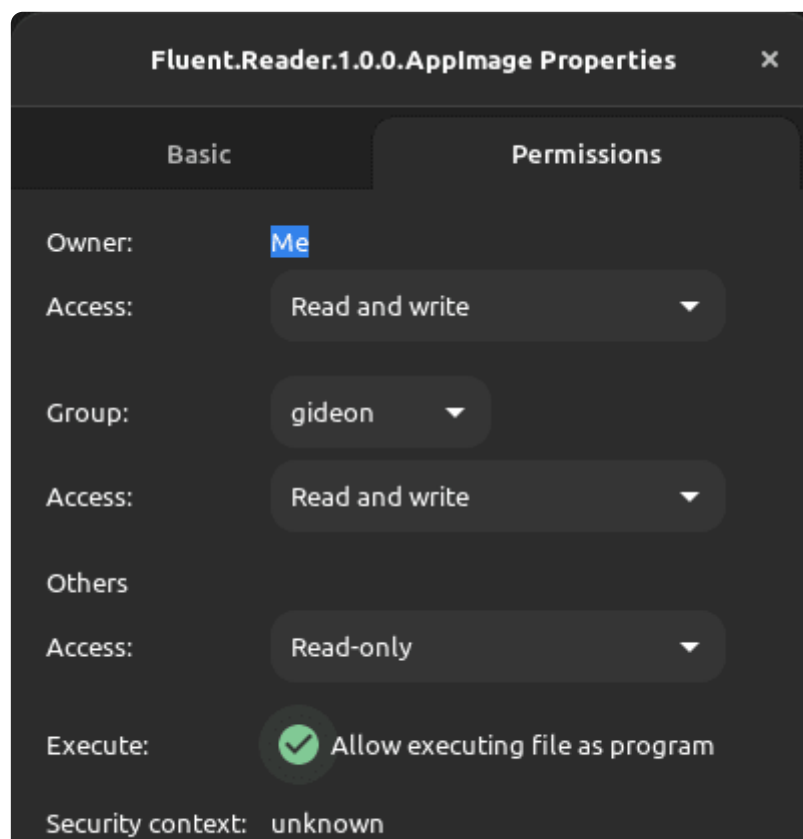 Fluent.Reader.1.0.0.AppImage Properties ×
Basic Permissions
Owner: Me
Access: Read and write
Group: gideon
Access: Read and write
Others
Access: Read-only
Execute: Allow executing file as program
Security context: unknown